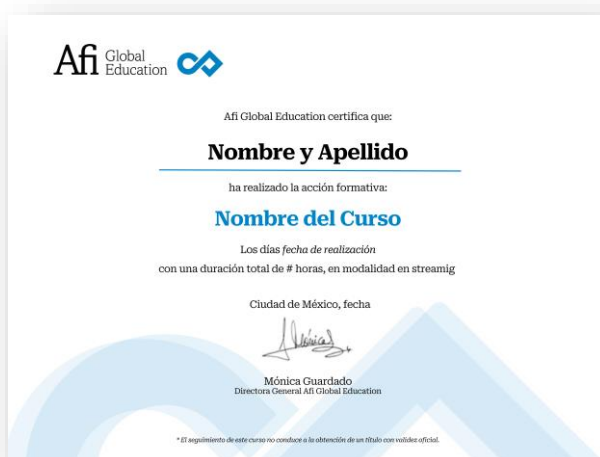 Afi Global
Education
Afi Global Education certifica que:
Nombre y Apellido
ha realizado la acción formativa:
Nombre del Curso
Los días fecha de realización
con una duración total de # horas, en modalidad en streamig
Ciudad de México, fecha
Mónica Guardado
Directora General Afi Global Education
* El seguimiento de este curso no conduce a la obtención de un título con validez oficial.